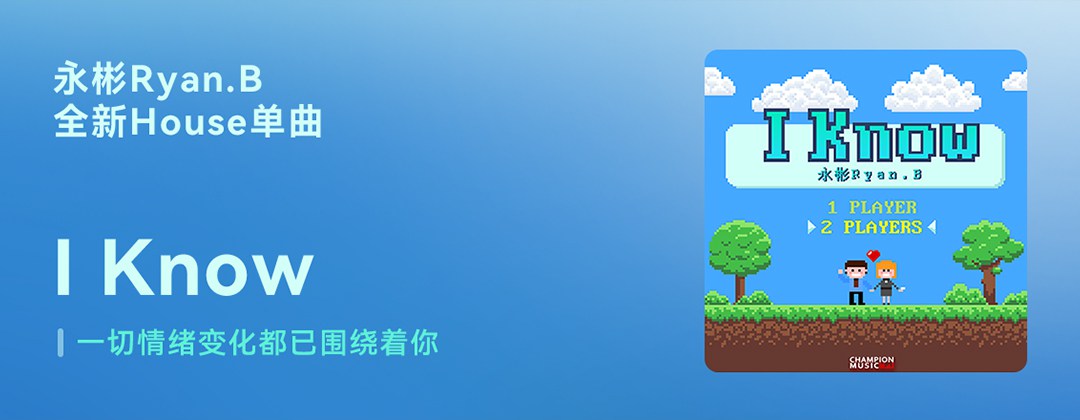 永彬Ryan.B
全新House单曲
I Know
一切情绪变化都已围绕着你
I Know
永彬Ryan.B
1 PLAYER
2 PLAYERS
CHAMPION
MUSIC